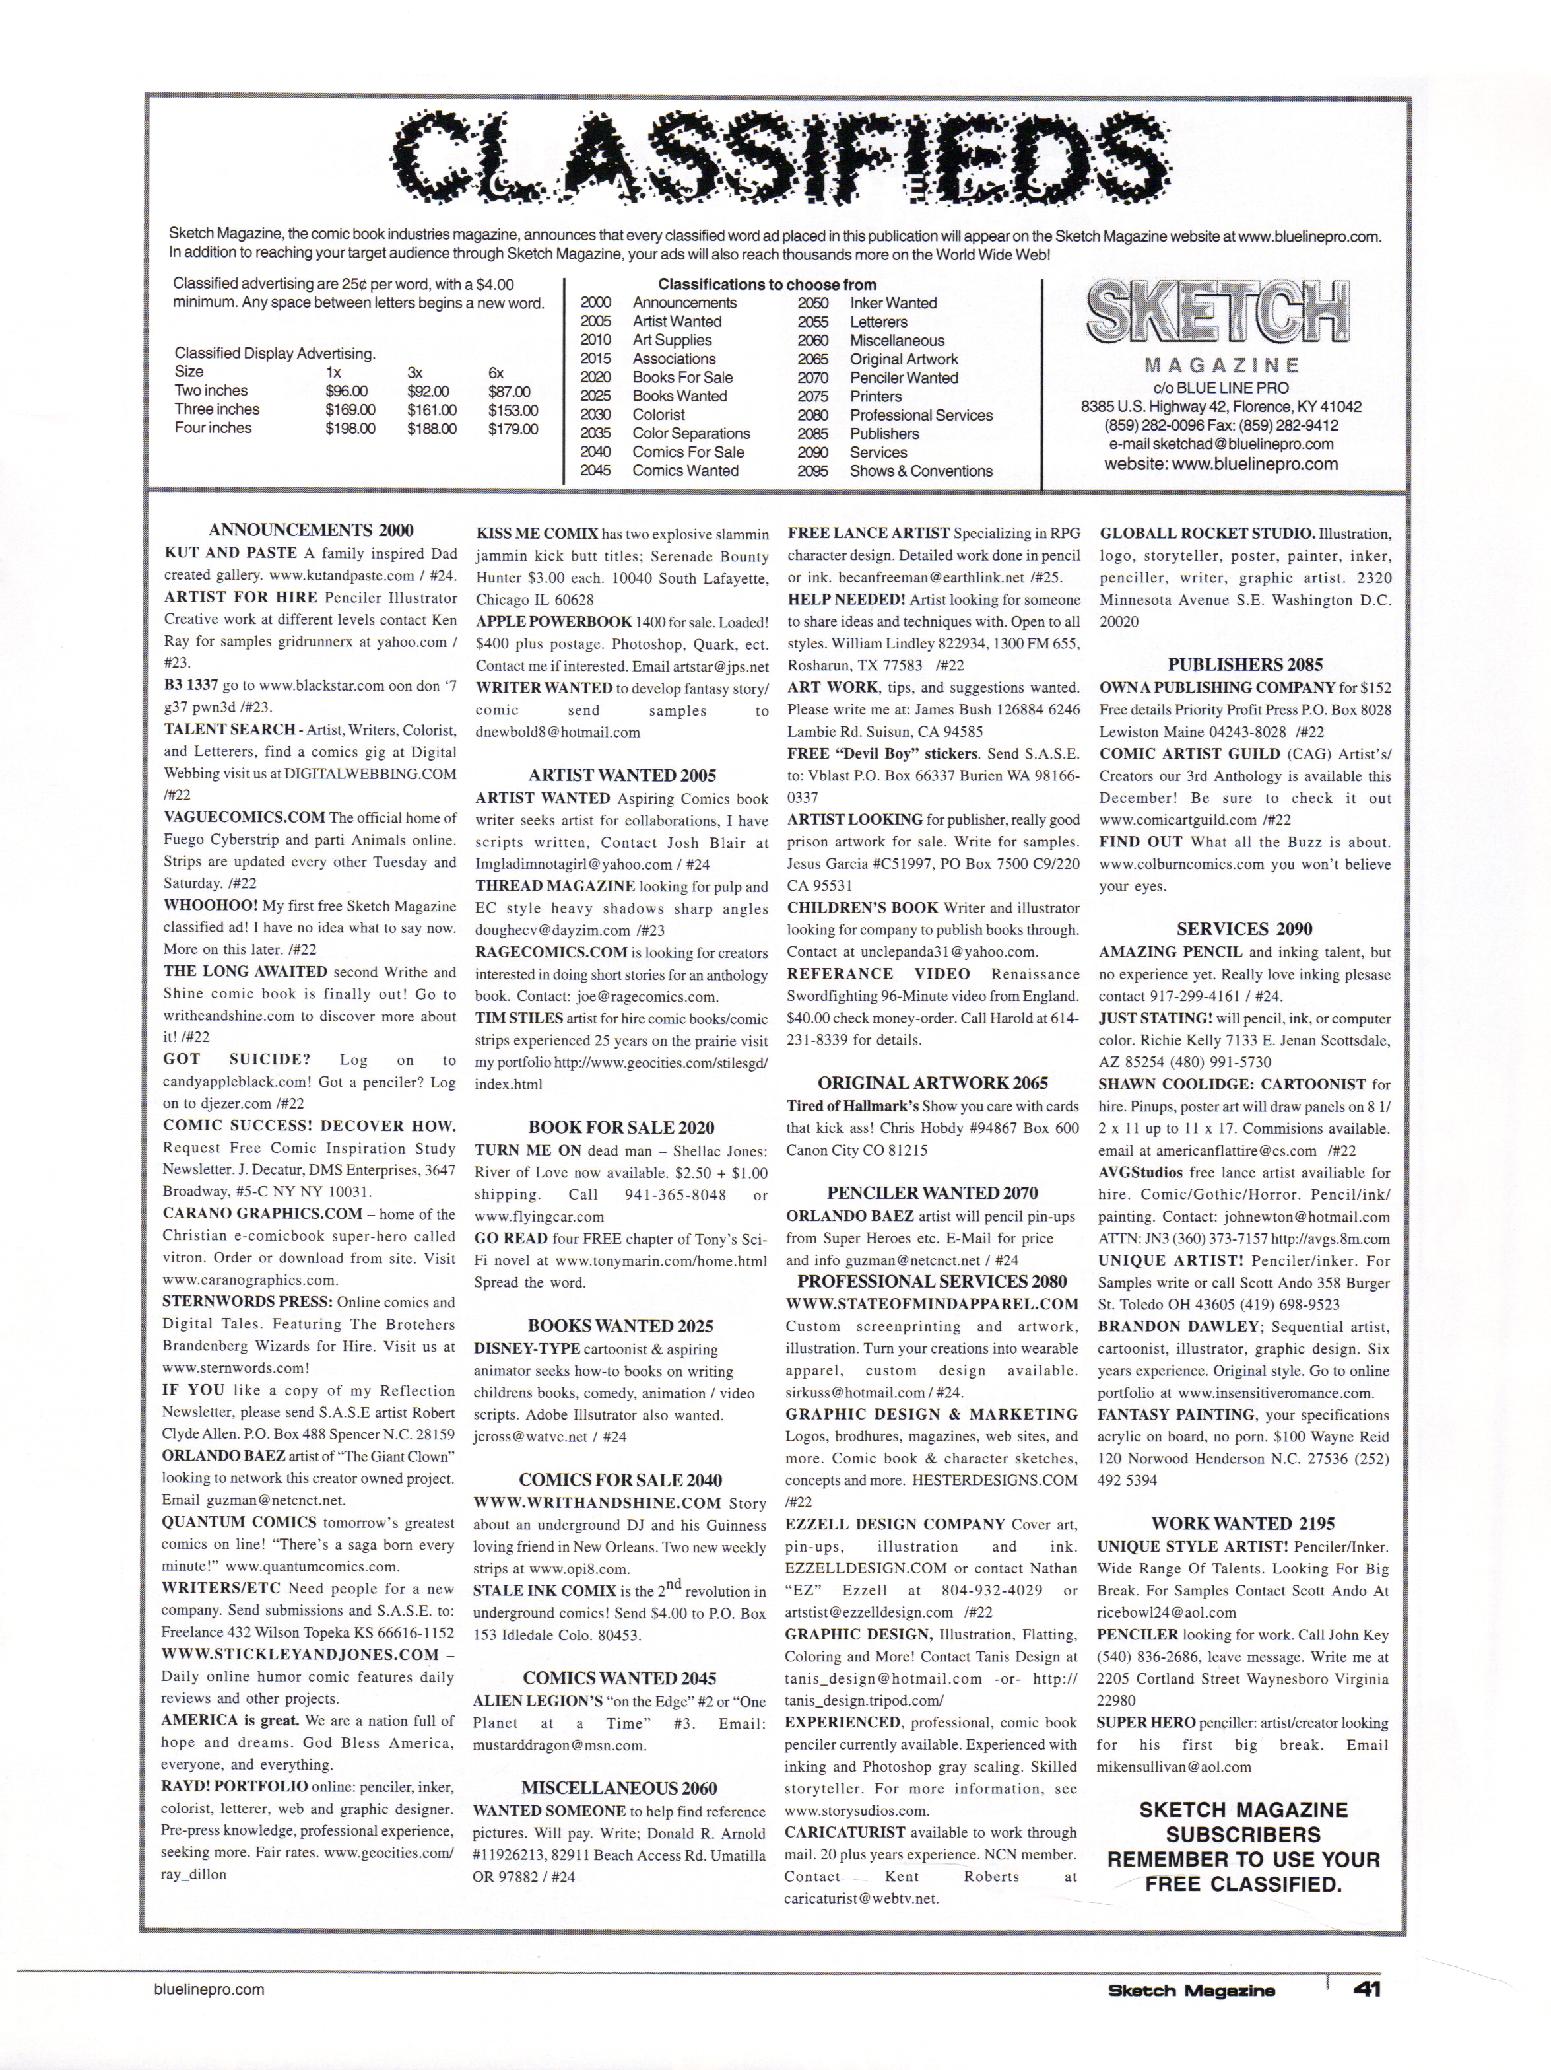 CLASSIFIEDS
Sketch Magazine, the comic book industries magazine, announces that every classified word ad placed in this publication will appear on the Sketch Magazine website at www.bluelinepro.com.
In addition to reaching your target audience through Sketch Magazine, your ads will also reach thousands more on the World Wide Web!
Classified advertising are 25¢ per word, with a $4.00
minimum. Any space between letters begins a new word.
Classified Display Advertising.
Size 1x 3x 6x
Two inches $96.00 $92.00 $87.00
Three inches $169.00 $161.00 $153.00
Four inches $198.00 $188.00 $179.00
Classifications to choose from
2000 Announcements 2050 Inker Wanted
2005 Artist Wanted 2055 Letterers
2010 Art Supplies 2060 Miscellaneous
2015 Associations 2065 Original Artwork
2020 Books For Sale 2070 Penciler Wanted
2025 Books Wanted 2075 Printers
2030 Colorist 2080 Professional Services
2035 Color Separations 2085 Publishers
2040 Comics For Sale 2090 Services
2045 Comics Wanted 2095 Shows & Conventions
SKETCH
MAGAZINE
c/o BLUE LINE PRO
8385 U.S. Highway 42, Florence, KY 41042
(859) 282-0096 Fax: (859) 282-9412
e-mail sketchad@bluelinepro.com
website: www.bluelinepro.com
ANNOUNCEMENTS 2000
KUT AND PASTE A family inspired Dad
created gallery. www.kutandpaste.com / #24.
ARTIST FOR HIRE Penciler Illustrator
Creative work at different levels contact Ken
Ray for samples gridrunnerx at yahoo.com /
#23.
B3 1337 go to www.blackstar.com oon don '7
g37 pwn3d /#23.
TALENT SEARCH - Artist, Writers, Colorist,
and Letterers, find a comics gig at Digital
Webbing visit us at DIGITALWEBBING.COM
/#22
VAGUECOMICS.COM The official home of
Fuego Cyberstrip and parti Animals online.
Strips are updated every other Tuesday and
Saturday. /#22
WHOOHOO! My first free Sketch Magazine
classified ad! I have no idea what to say now.
More on this later. /#22
THE LONG AWAITED second Writhe and
Shine comic book is finally out! Go to
writheandshine.com to discover more about
it! /#22
GOT SUICIDE? Log on to
candyappleblack.com! Got a penciler? Log
on to djezer.com /#22
COMIC SUCCESS! DECOVER HOW.
Request Free Comic Inspiration Study
Newsletter. J. Decatur, DMS Enterprises, 3647
Broadway, #5-C NY NY 10031.
CARANO GRAPHICS.COM – home of the
Christian e-comicbook super-hero called
vitron. Order or download from site. Visit
www.caranographics.com.
STERNWORDS PRESS: Online comics and
Digital Tales. Featuring The Brotehers
Brandenberg Wizards for Hire. Visit us at
www.sternwords.com!
IF YOU like a copy of my Reflection
Newsletter, please send S.A.S.E artist Robert
Clyde Allen. P.O. Box 488 Spencer N.C. 28159
ORLANDO BAEZ artist of "The Giant Clown"
looking to network this creator owned project.
Email guzman@netcnct.net.
QUANTUM COMICS tomorrow's greatest
comics on line! "There's a saga born every
minute!" www.quantumcomics.com.
WRITERS/ETC Need people for a new
company. Send submissions and S.A.S.E. to:
Freelance 432 Wilson Topeka KS 66616-1152
WWW.STICKLEYANDJONES.COM –
Daily online humor comic features daily
reviews and other projects.
AMERICA is great. We are a nation full of
hope and dreams. God Bless America,
everyone, and everything.
RAYD! PORTFOLIO online: penciler, inker,
colorist, letterer, web and graphic designer.
Pre-press knowledge, professional experience,
seeking more. Fair rates. www.geocities.com/
ray_dillon
KISS ME COMIX has two explosive slammin
jammin kick butt titles; Serenade Bounty
Hunter $3.00 each. 10040 South Lafayette,
Chicago IL 60628
APPLE POWERBOOK 1400 for sale. Loaded!
$400 plus postage. Photoshop, Quark, ect.
Contact me if interested. Email artstar@jps.net
WRITER WANTED to develop fantasy story/
comic send samples to
dnewbold8@hotmail.com
ARTIST WANTED 2005
ARTIST WANTED Aspiring Comics book
writer seeks artist for collaborations, I have
scripts written, Contact Josh Blair at
Imgladimnotagirl@yahoo.com / #24
THREAD MAGAZINE looking for pulp and
EC style heavy shadows sharp angles
doughecv@dayzim.com /#23
RAGECOMICS.COM is looking for creators
interested in doing short stories for an anthology
book. Contact: joe@ragecomics.com.
TIM STILES artist for hire comic books/comic
strips experienced 25 years on the prairie visit
my portfolio http://www.geocities.com/stilesgd/
index.html
BOOK FOR SALE 2020
TURN ME ON dead man – Shellac Jones:
River of Love now available. $2.50 + $1.00
shipping. Call 941-365-8048 or
www.flyingcar.com
GO READ four FREE chapter of Tony's Sci-
Fi novel at www.tonymarin.com/home.html
Spread the word.
BOOKS WANTED 2025
DISNEY-TYPE cartoonist & aspiring
animator seeks how-to books on writing
childrens books, comedy, animation / video
scripts. Adobe Illsutrator also wanted.
jcross@watvc.net / #24
COMICS FOR SALE 2040
WWW.WRITHANDSHINE.COM Story
about an underground DJ and his Guinness
loving friend in New Orleans. Two new weekly
strips at www.opi8.com.
STALE INK COMIX is the 2nd revolution in
underground comics! Send $4.00 to P.O. Box
153 Idledale Colo. 80453.
COMICS WANTED 2045
ALIEN LEGION'S "on the Edge" #2 or "One
Planet at a Time" #3. Email:
mustarddragon@msn.com.
MISCELLANEOUS 2060
WANTED SOMEONE to help find reference
pictures. Will pay. Write; Donald R. Arnold
#11926213, 82911 Beach Access Rd. Umatilla
OR 97882 / #24
FREE LANCE ARTIST Specializing in RPG
character design. Detailed work done in pencil
or ink. becanfreeman@earthlink.net /#25.
HELP NEEDED! Artist looking for someone
to share ideas and techniques with. Open to all
styles. William Lindley 822934, 1300 FM 655,
Rosharun, TX 77583 /#22
ART WORK, tips, and suggestions wanted.
Please write me at: James Bush 126884 6246
Lambie Rd. Suisun, CA 94585
FREE "Devil Boy" stickers. Send S.A.S.E.
to: Vblast P.O. Box 66337 Burien WA 98166-
0337
ARTIST LOOKING for publisher, really good
prison artwork for sale. Write for samples.
Jesus Garcia #C51997, PO Box 7500 C9/220
CA 95531
CHILDREN'S BOOK Writer and illustrator
looking for company to publish books through.
Contact at unclepanda31@yahoo.com.
REFERANCE VIDEO Renaissance
Swordfighting 96-Minute video from England.
$40.00 check money-order. Call Harold at 614-
231-8339 for details.
ORIGINAL ARTWORK 2065
Tired of Hallmark's Show you care with cards
that kick ass! Chris Hobdy #94867 Box 600
Canon City CO 81215
PENCILER WANTED 2070
ORLANDO BAEZ artist will pencil pin-ups
from Super Heroes etc. E-Mail for price
and info guzman@netcnct.net / #24
PROFESSIONAL SERVICES 2080
WWW.STATEOFMINDAPPAREL.COM
Custom screenprinting and artwork,
illustration. Turn your creations into wearable
apparel, custom design available.
sirkuss@hotmail.com / #24.
GRAPHIC DESIGN & MARKETING
Logos, brodhures, magazines, web sites, and
more. Comic book & character sketches,
concepts and more. HESTERDESIGNS.COM
/#22
EZZELL DESIGN COMPANY Cover art,
pin-ups, illustration and ink.
EZZELLDESIGN.COM or contact Nathan
"EZ" Ezzell at 804-932-4029 or
artstist@ezzelldesign.com /#22
GRAPHIC DESIGN, Illustration, Flatting,
Coloring and More! Contact Tanis Design at
tanis_design@hotmail.com -or- http://
tanis_design.tripod.com/
EXPERIENCED, professional, comic book
penciler currently available. Experienced with
inking and Photoshop gray scaling. Skilled
storyteller. For more information, see
www.storysudios.com.
CARICATURIST available to work through
mail. 20 plus years experience. NCN member.
Contact Kent Roberts at
caricaturist@webtv.net.
GLOBALL ROCKET STUDIO. Illustration,
logo, storyteller, poster, painter, inker,
penciller, writer, graphic artist. 2320
Minnesota Avenue S.E. Washington D.C.
20020
PUBLISHERS 2085
OWN A PUBLISHING COMPANY for $152
Free details Priority Profit Press P.O. Box 8028
Lewiston Maine 04243-8028 /#22
COMIC ARTIST GUILD (CAG) Artist's/
Creators our 3rd Anthology is available this
December! Be sure to check it out
www.comicartguild.com /#22
FIND OUT What all the Buzz is about.
www.colburncomics.com you won't believe
your eyes.
SERVICES 2090
AMAZING PENCIL and inking talent, but
no experience yet. Really love inking plesase
contact 917-299-4161 / #24.
JUST STATING! will pencil, ink, or computer
color. Richie Kelly 7133 E. Jenan Scottsdale,
AZ 85254 (480) 991-5730
SHAWN COOLIDGE: CARTOONIST for
hire. Pinups, poster art will draw panels on 8 1/
2 x 11 up to 11 x 17. Commisions available.
email at americanflattire@cs.com /#22
AVGStudios free lance artist availiable for
hire. Comic/Gothic/Horror. Pencil/ink/
painting. Contact: johnewton@hotmail.com
ATTN: JN3 (360) 373-7157 http://avgs.8m.com
UNIQUE ARTIST! Penciler/inker. For
Samples write or call Scott Ando 358 Burger
St. Toledo OH 43605 (419) 698-9523
BRANDON DAWLEY; Sequential artist,
cartoonist, illustrator, graphic design. Six
years experience. Original style. Go to online
portfolio at www.insensitiveromance.com.
FANTASY PAINTING, your specifications
acrylic on board, no porn. $100 Wayne Reid
120 Norwood Henderson N.C. 27536 (252)
492 5394
WORK WANTED 2195
UNIQUE STYLE ARTIST! Penciler/Inker.
Wide Range Of Talents. Looking For Big
Break. For Samples Contact Scott Ando At
ricebowl24@aol.com
PENCILER looking for work. Call John Key
(540) 836-2686, leave message. Write me at
2205 Cortland Street Waynesboro Virginia
22980
SUPER HERO penciller: artist/creator looking
for his first big break. Email
mikensullivan@aol.com
SKETCH MAGAZINE
SUBSCRIBERS
REMEMBER TO USE YOUR
FREE CLASSIFIED.
bluelinepro.com
Sketch Magazine 41